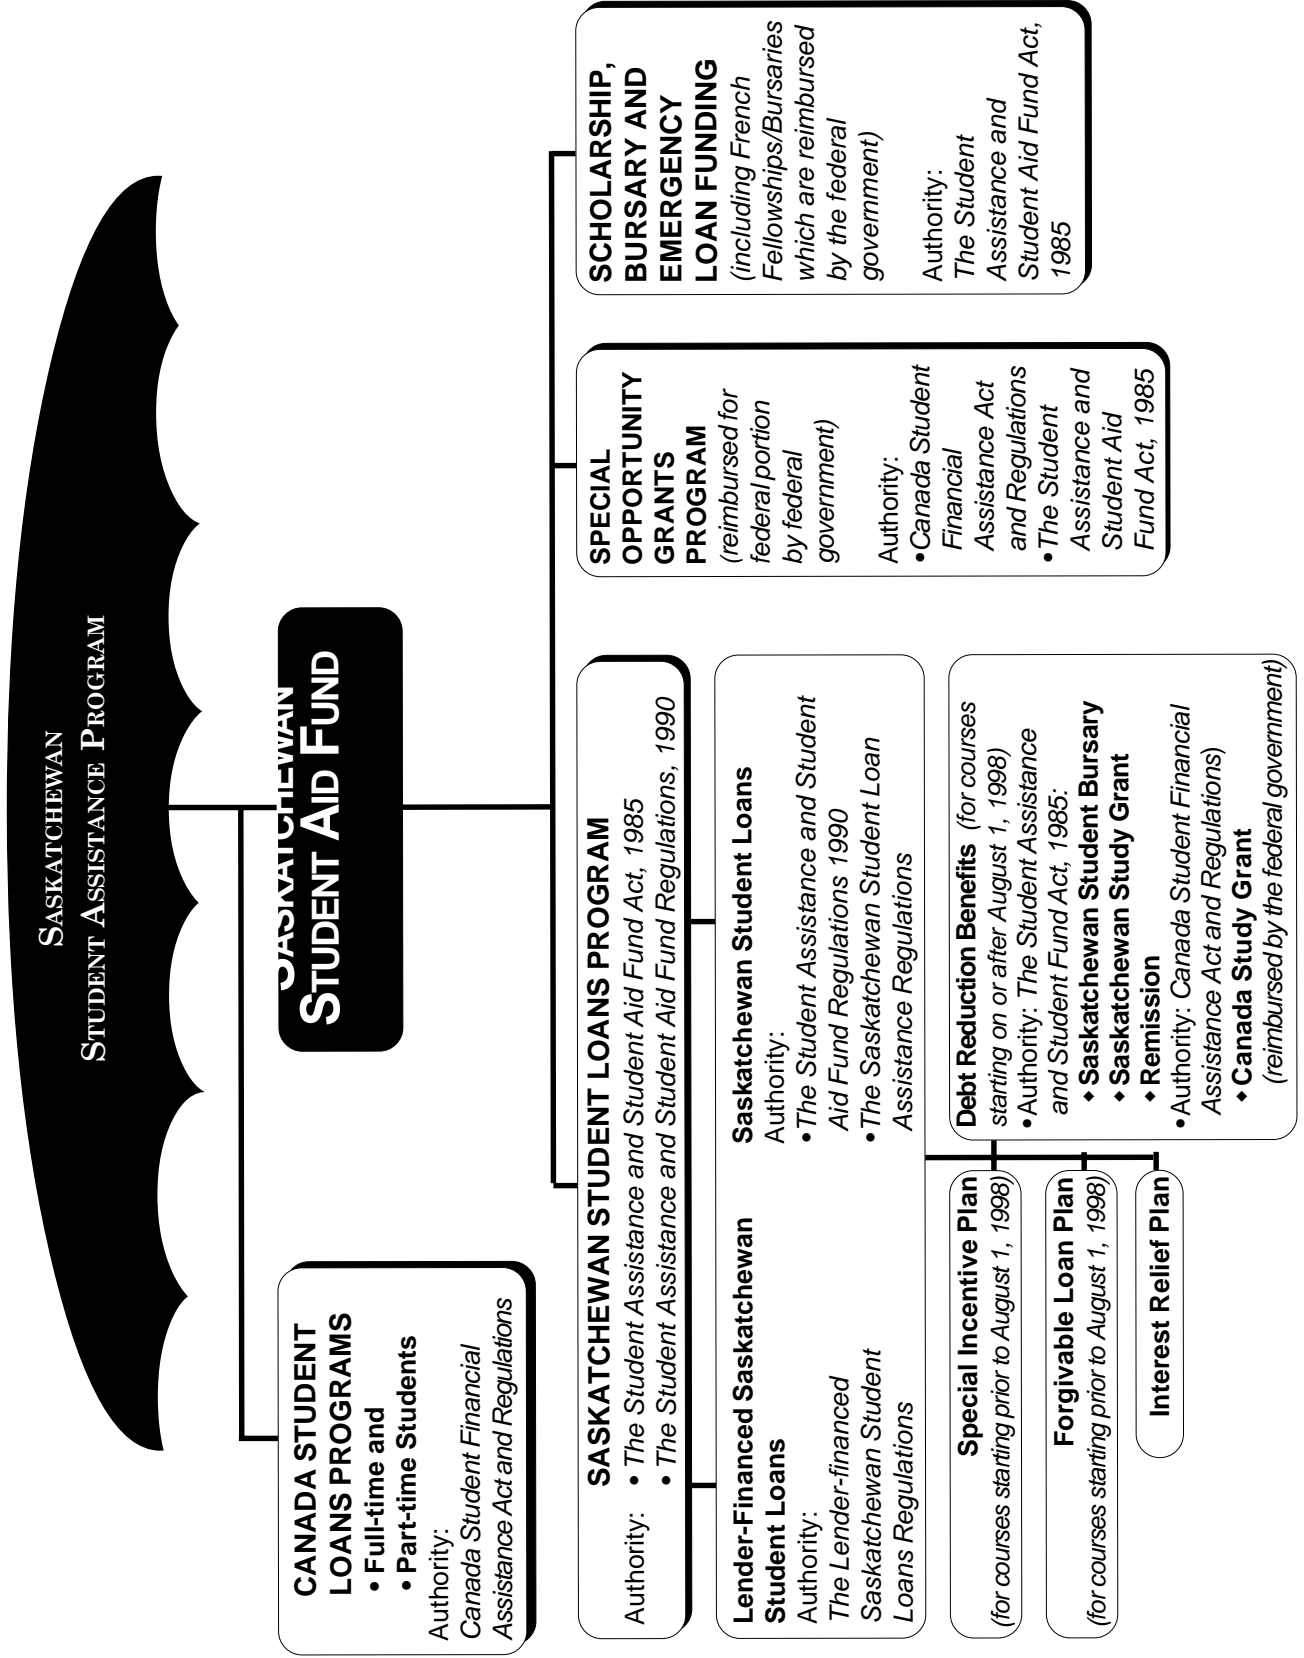 SASKATCHEWAN
STUDENT ASSISTANCE PROGRAM
SASKATCHEWAN
STUDENT AID FUND
CANADA STUDENT
LOANS PROGRAMS
• Full-time and
• Part-time Students
Authority:
Canada Student Financial
Assistance Act and Regulations
SASKATCHEWAN STUDENT LOANS PROGRAM
Authority: • The Student Assistance and Student Aid Fund Act, 1985
• The Student Assistance and Student Aid Fund Regulations, 1990
Lender-Financed Saskatchewan
Student Loans
Authority:
The Lender-financed
Saskatchewan Student
Loans Regulations
Saskatchewan Student Loans
Authority:
•The Student Assistance and Student
Aid Fund Regulations 1990
•The Saskatchewan Student Loan
Assistance Regulations
Special Incentive Plan
(for courses starting prior to August 1, 1998)
Forgivable Loan Plan
(for courses starting prior to August 1, 1998)
Interest Relief Plan
Debt Reduction Benefits (for courses
starting on or after August 1, 1998)
•Authority: The Student Assistance
and Student Fund Act, 1985:
◆ Saskatchewan Student Bursary
◆ Saskatchewan Study Grant
◆ Remission
•Authority: Canada Student Financial
Assistance Act and Regulations)
◆ Canada Study Grant
(reimbursed by the federal government)
SPECIAL
OPPORTUNITY
GRANTS
PROGRAM
(reimbursed for
federal portion
by federal
government)
Authority:
•Canada Student
Financial
Assistance Act
and Regulations
•The Student
Assistance and
Student Aid
Fund Act, 1985
SCHOLARSHIP,
BURSARY AND
EMERGENCY
LOAN FUNDING
(including French
Fellowships/Bursaries
which are reimbursed
by the federal
government)
Authority:
The Student
Assistance and
Student Aid Fund Act,
1985